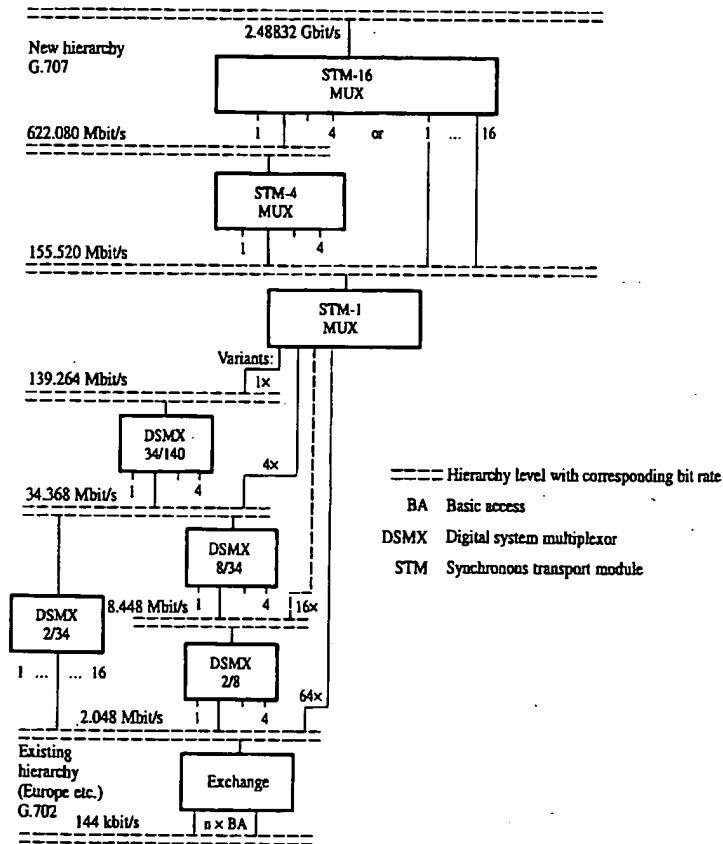 2.48832 Gbit/s
New hierarchy
G.707
STM-16
MUX
1 4 or 1 ... 16
622.080 Mbit/s
STM-4
MUX
1 4
155.520 Mbit/s
STM-1
MUX
Variants:
1×
139.264 Mbit/s
DSMX
34/140
1 4
4×
34.368 Mbit/s
Hierarchy level with corresponding bit rate
BA Basic access
DSMX Digital system multiplexor
STM Synchronous transport module
DSMX
8/34
1 4
16×
8.448 Mbit/s
DSMX
2/34
1 ... ... 16
DSMX
2/8
1 4
64×
2.048 Mbit/s
Existing
hierarchy
(Europe etc.)
G.702
Exchange
144 kbit/s
n × BA